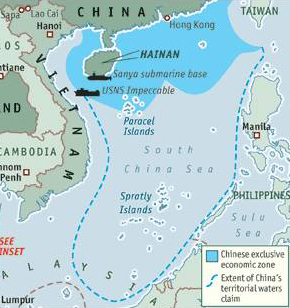 CHINA
TAIWAN
Sapa
Lao Cai
Hanoi
Hong Kong
LAOS
HAINAN
Sanya submarine base
USNS Impeccable
VIETNAM
Paracel
Islands
Manila
CAMBODIA
South
China Sea
Spratly
Islands
PHILIPPINES
Sulu
Sea
SEE
INSET
MALAYSIA
Lumpur
Chinese exclusive
economic zone
Extent of China's
territorial waters
claim